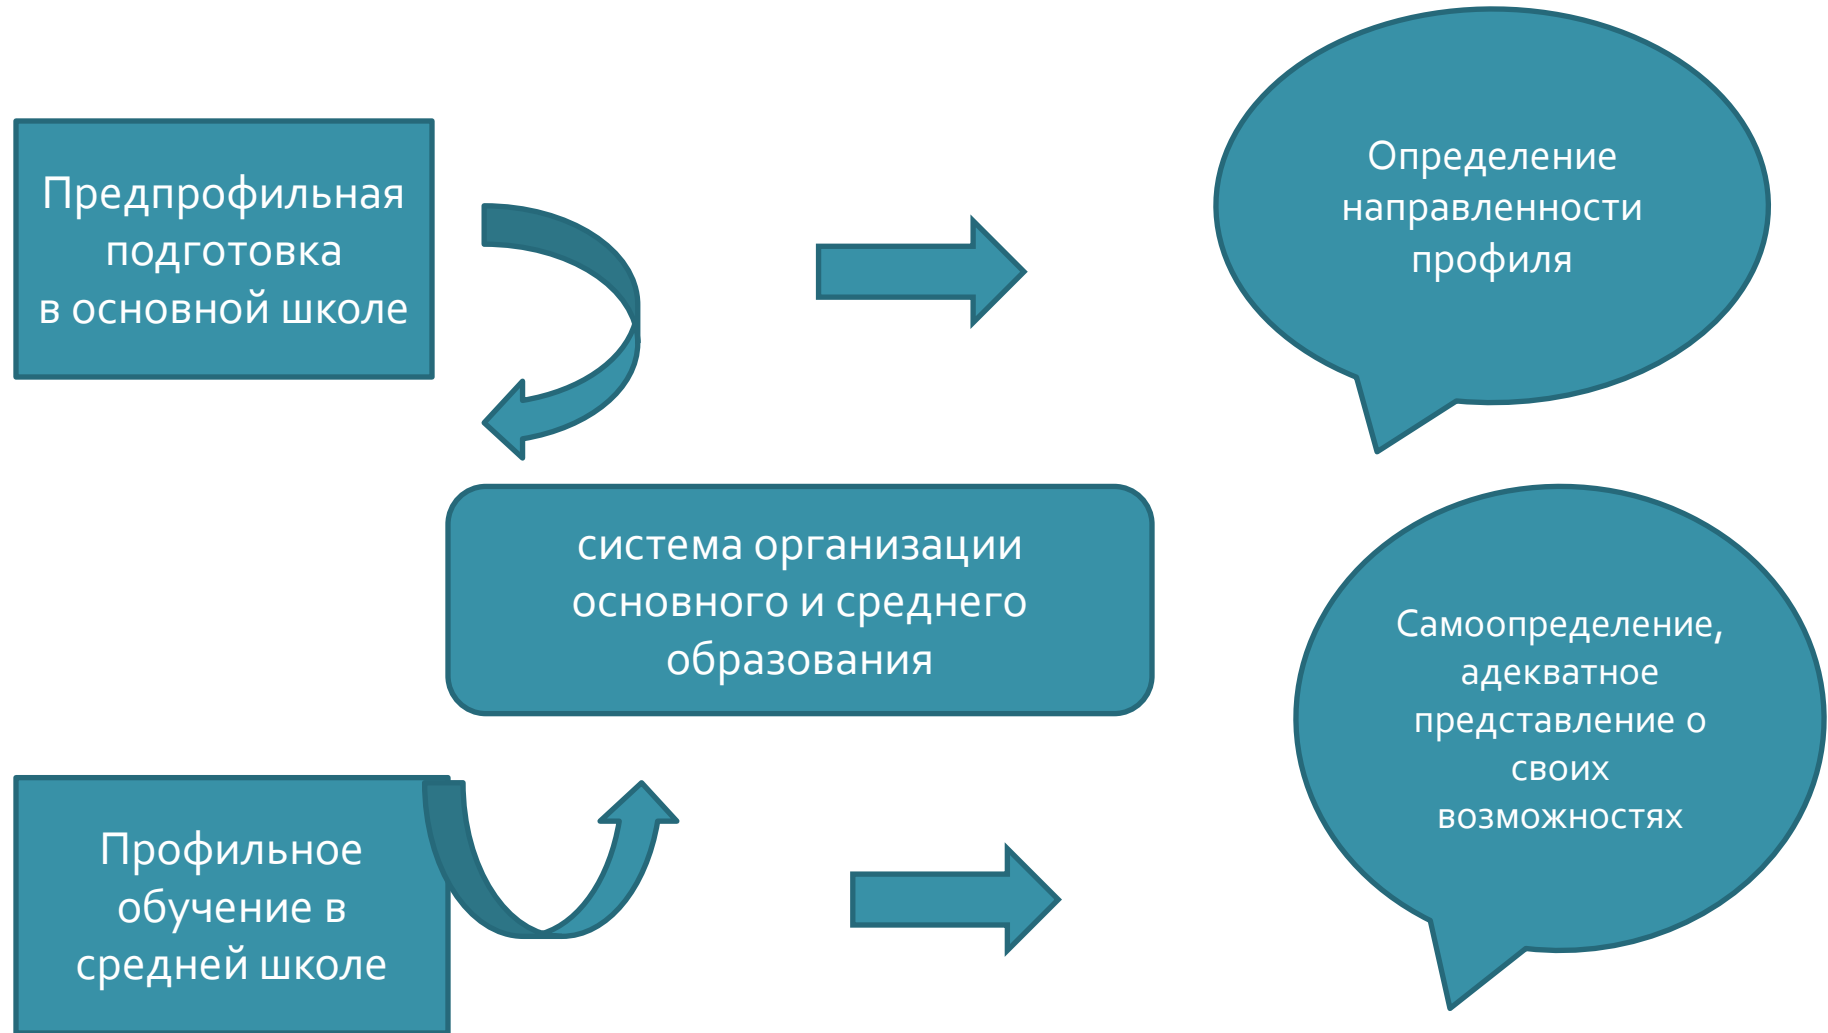 Предпрофильная
подготовка
в основной школе
Определение
направленности
профиля
система организации
основного и среднего
образования
Самоопределение,
адекватное
представление о
своих
возможностях
Профильное
обучение в
средней школе